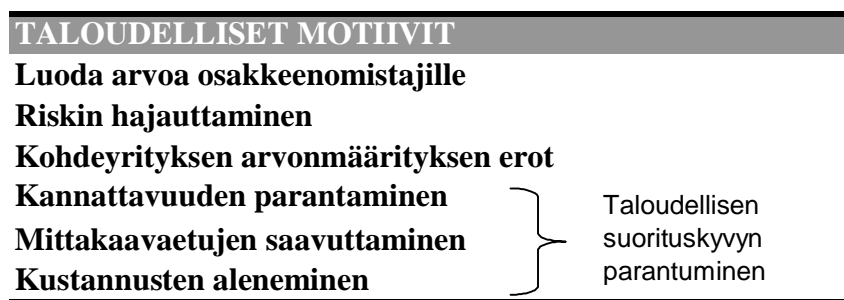 TALOUDELLISET MOTIIVIT
Luoda arvoa osakkeenomistajille
Riskin hajauttaminen
Kohdeyrityksen arvonmäärityksen erot
Kannattavuuden parantaminen
Mittakaavaetujen saavuttaminen
Kustannusten aleneminen
Taloudellisen
suorituskyvyn
parantuminen